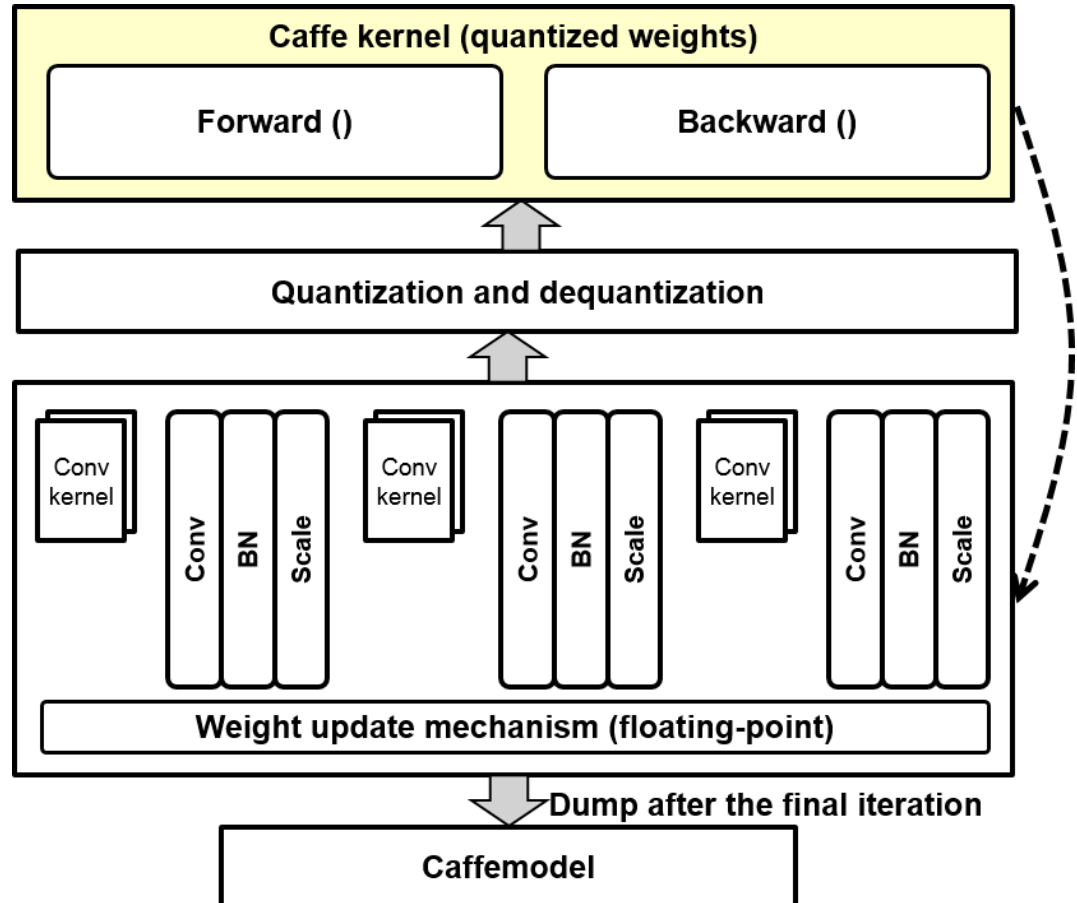 Caffe kernel (quantized weights)
Forward ()
Backward ()
Quantization and dequantization
Conv
kernel
Conv
BN
Scale
Conv
kernel
Conv
BN
Scale
Conv
kernel
Conv
BN
Scale
Weight update mechanism (floating-point)
Dump after the final iteration
Caffemodel